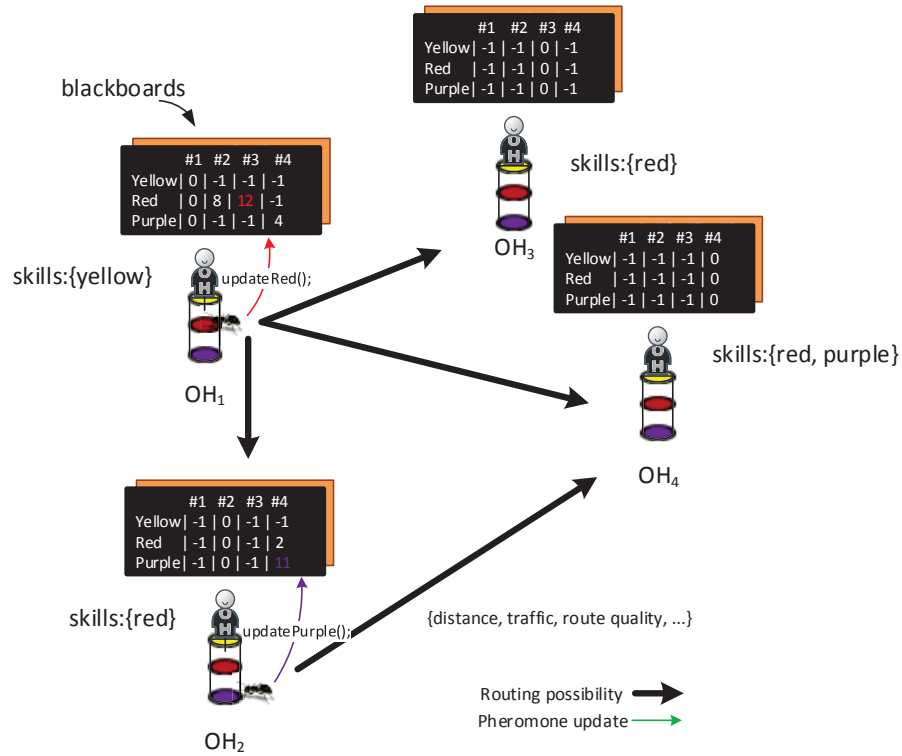 #1 #2 #3 #4
Yellow| -1 | -1 | 0 | -1
Red | -1 | -1 | 0 | -1
Purple| -1 | -1 | 0 | -1
OH
skills:{red}
OH3
blackboards
#1 #2 #3 #4
Yellow| 0 | -1 | -1 | -1
Red | 0 | 8 | 12 | -1
Purple| 0 | -1 | -1 | 4
OH
skills:{yellow}
updateRed();
OH1
#1 #2 #3 #4
Yellow| -1 | -1 | -1 | 0
Red | -1 | -1 | -1 | 0
Purple| -1 | -1 | -1 | 0
OH
skills:{red, purple}
OH4
#1 #2 #3 #4
Yellow| -1 | 0 | -1 | -1
Red | -1 | 0 | -1 | 2
Purple| -1 | 0 | -1 | 11
OH
skills:{red}
updatePurple();
OH2
{distance, traffic, route quality, ...}
Routing possibility
Pheromone update